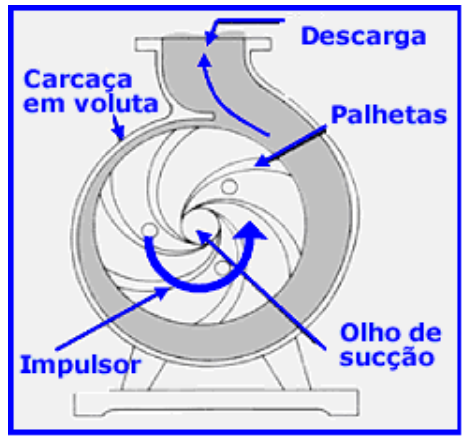 Descarga
Carcaça
em voluta
Palhetas
Impulsor
Olho de
sucção